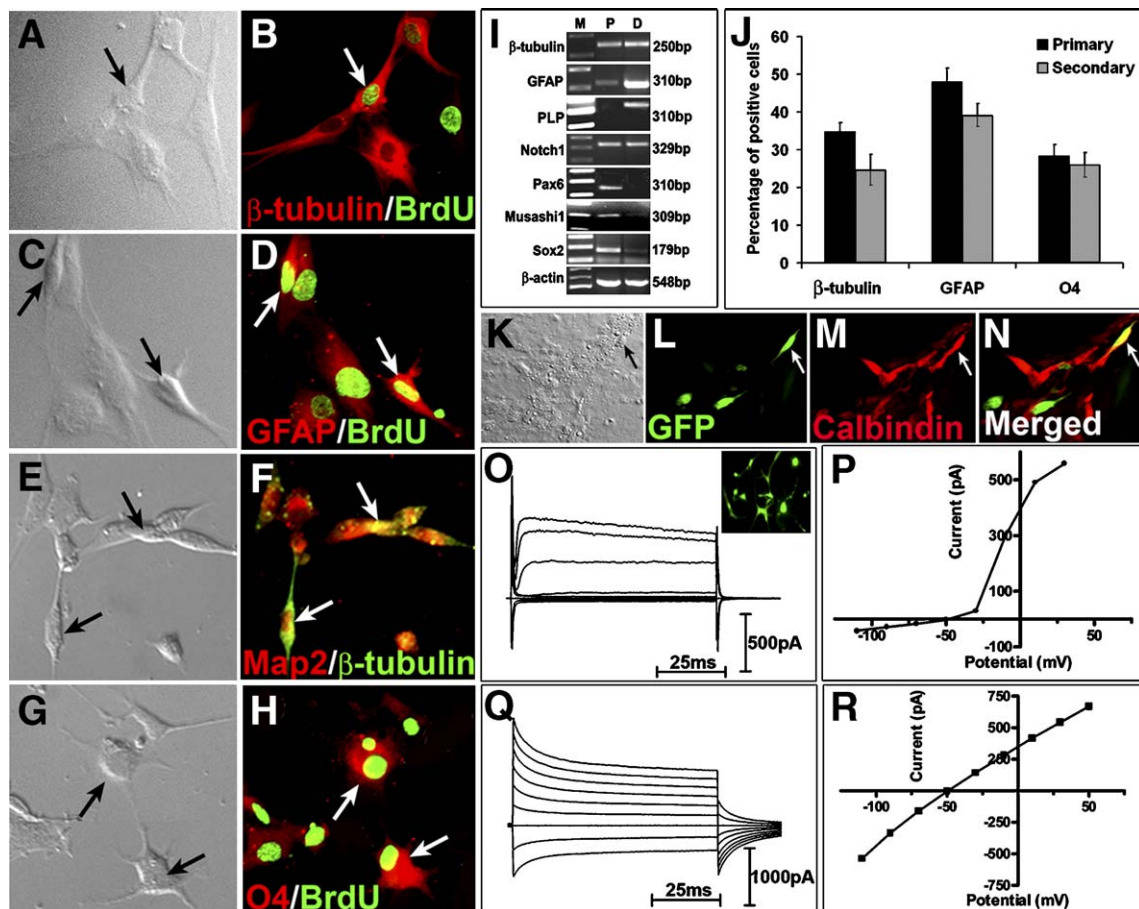 A
B
β-tubulin/BrdU
C
D
GFAP/BrdU
E
F
Map2/β-tubulin
G
H
O4/BrdU
I
M P D
β-tubulin 250bp
GFAP 310bp
PLP 310bp
Notch1 329bp
Pax6 310bp
Musashi1 309bp
Sox2 179bp
β-actin 548bp
J
Primary
Secondary
Percentage of positive cells
60
50
40
30
20
10
0
β-tubulin GFAP O4
K
L
GFP
M
Calbindin
N
Merged
O
500pA
25ms
P
Current (pA)
500
300
100
-100
-100 -50 50
Potential (mV)
Q
1000pA
25ms
R
Current (pA)
750
500
250
-250
-500
750
-100 -50 50
Potential (mV)